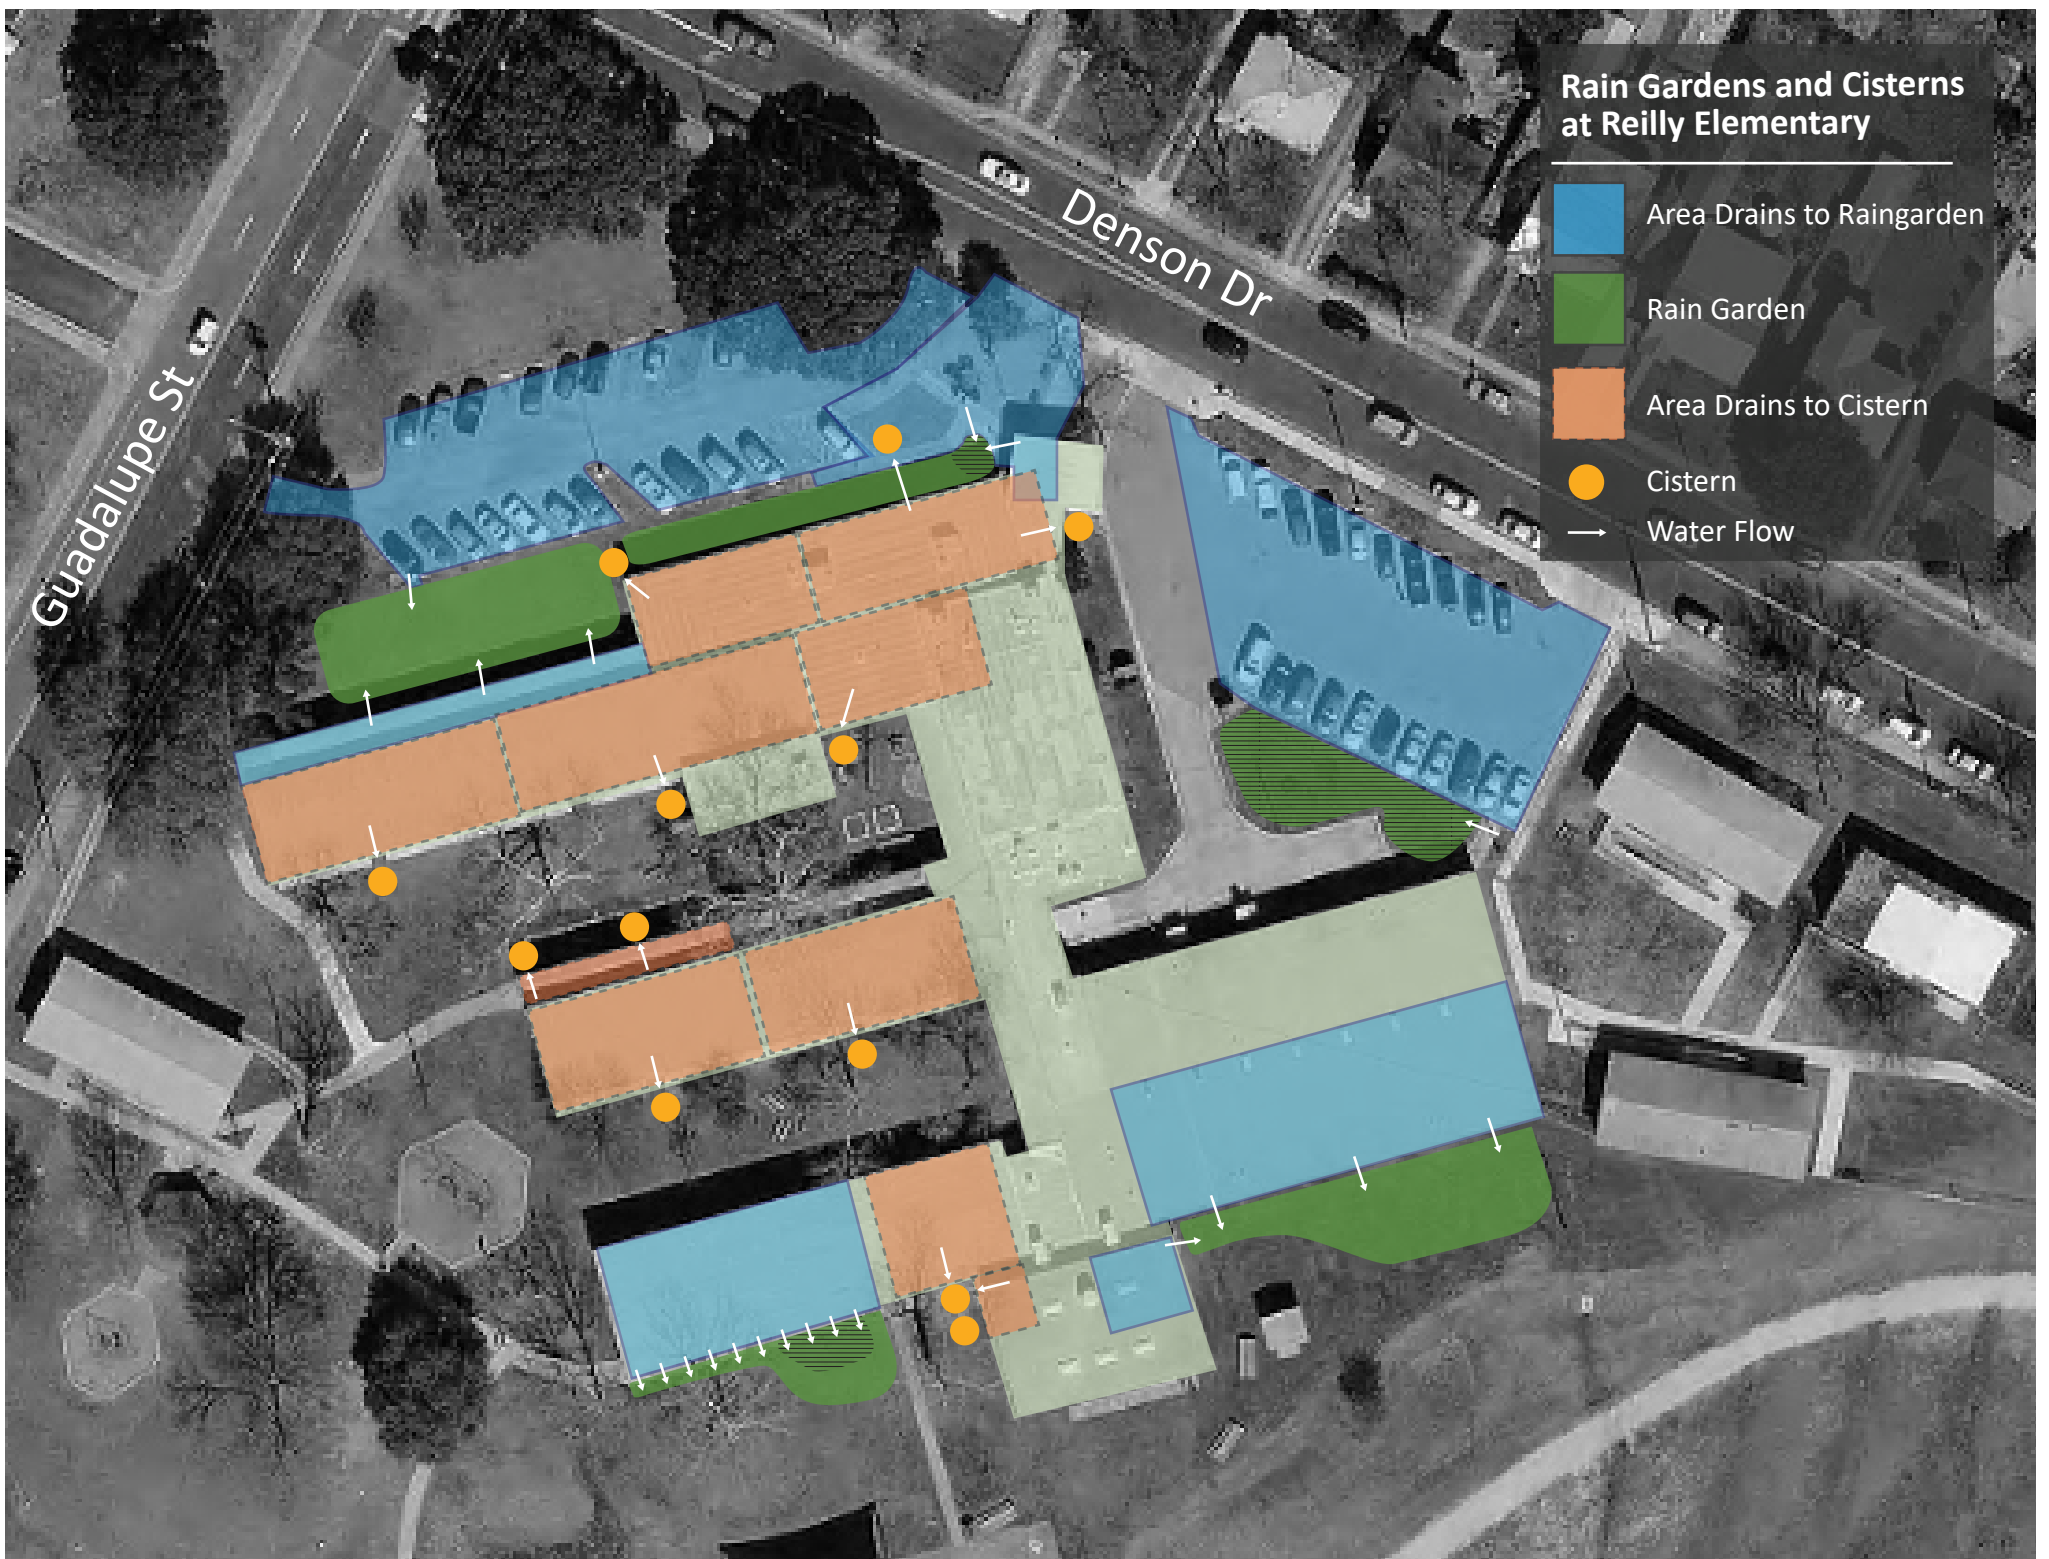 Rain Gardens and Cisterns
at Reilly Elementary
Area Drains to Raingarden
Rain Garden
Area Drains to Cistern
Cistern
Water Flow
Denson Dr
Guadalupe St